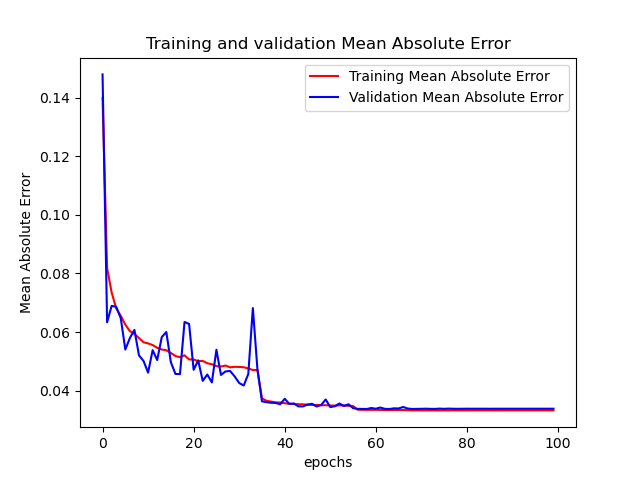 Training and validation Mean Absolute Error
Training Mean Absolute Error
Validation Mean Absolute Error
Mean Absolute Error
0.14
0.12
0.10
0.08
0.06
0.04
0 20 40 60 80 100
epochs